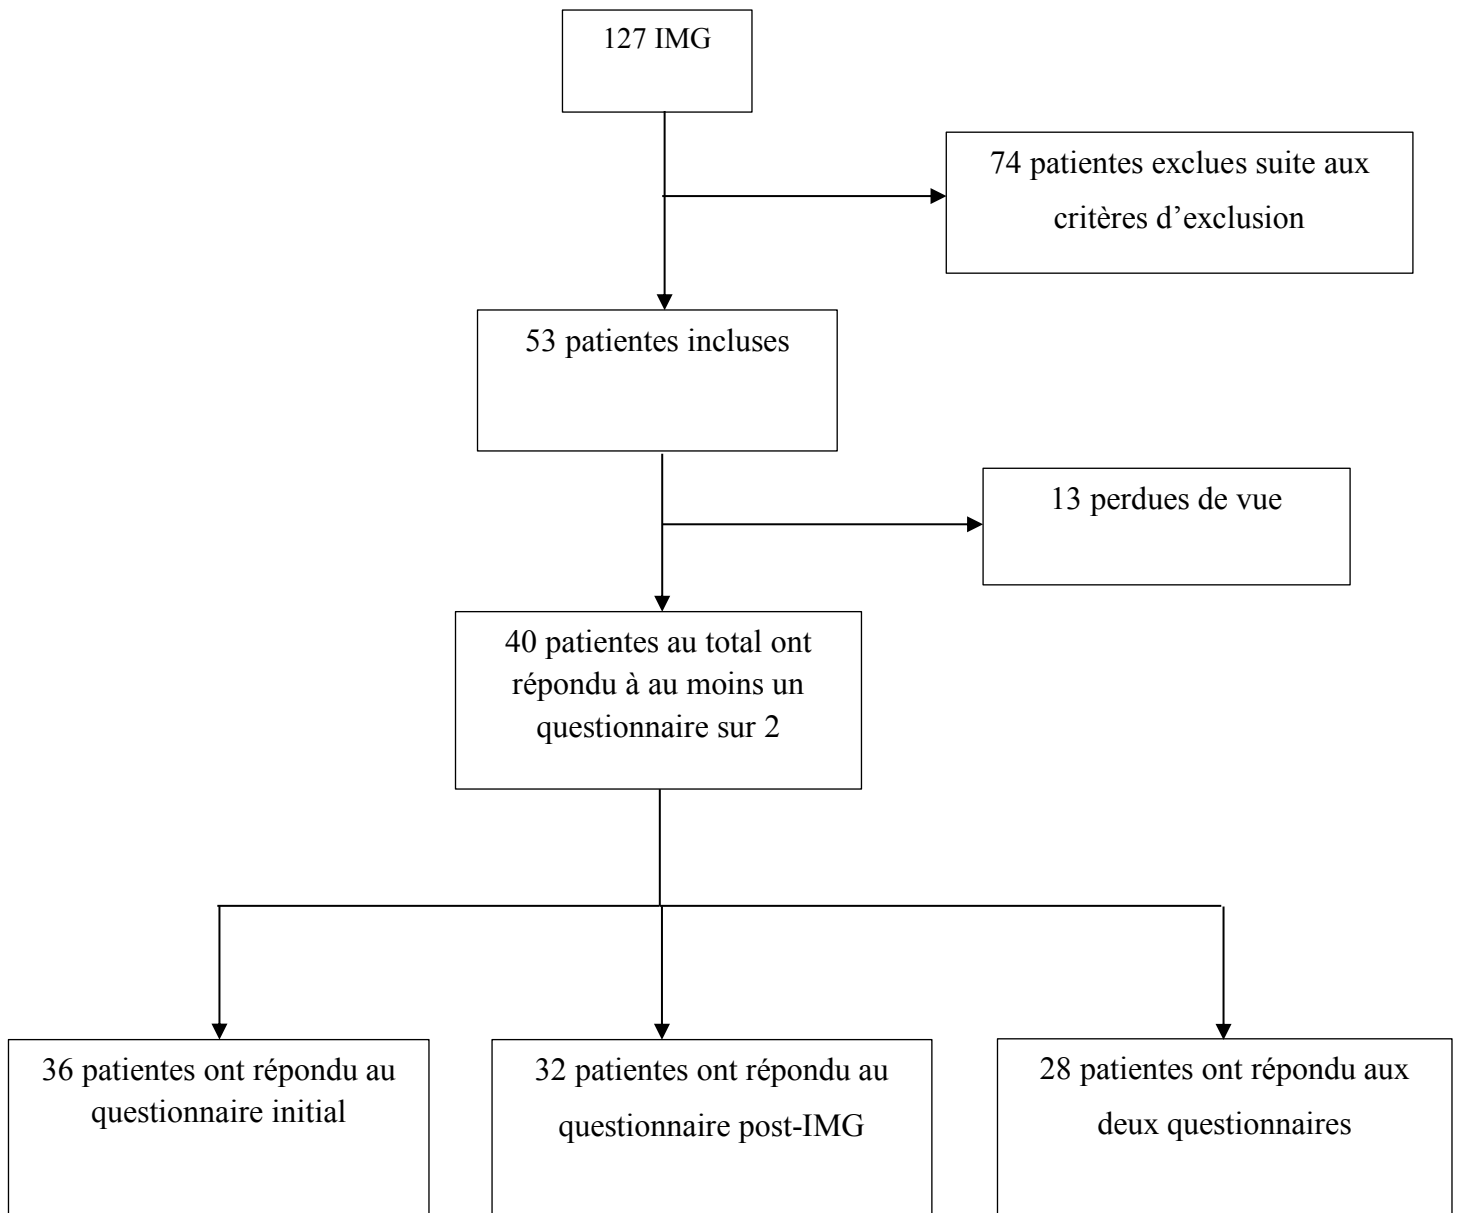 127 IMG
74 patientes exclues suite aux
critères d’exclusion
53 patientes incluses
13 perdues de vue
40 patientes au total ont
répondu à au moins un
questionnaire sur 2
36 patientes ont répondu au
questionnaire initial
32 patientes ont répondu au
questionnaire post-IMG
28 patientes ont répondu aux
deux questionnaires